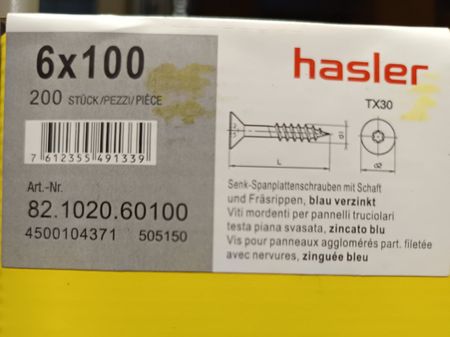 6x100
200 STÜCK/PEZZI/PIÈCE
7 612355 491339
Art.-Nr.
82.1020.60100
4500104371 505150
hasler
TX30
d1
L
d2
Senk-Spanplattenschrauben mit Schaft
und Fräsrippen, blau verzinkt
Viti mordenti per pannelli truciolari
testa piana svasata, zincato blu
Vis pour panneaux agglomérés part. filetée
avec nervures, zinguée bleu